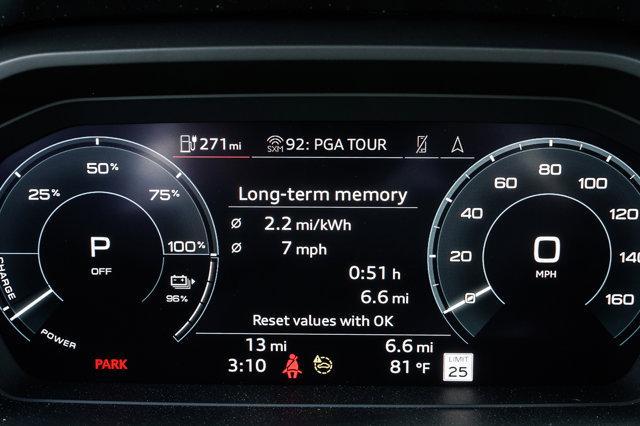 271 mi SXM 92: PGA TOUR
50%
25% 75%
100%
CHARGE
POWER
P
OFF
96%
PARK
Long-term memory
Ø 2.2 mi/kWh
Ø 7 mph
0:51 h
6.6 mi
Reset values with OK
13 mi 6.6 mi
3:10 81 °F
LIMIT
25
0
MPH
0
20
40
60
80
100
120
140
160